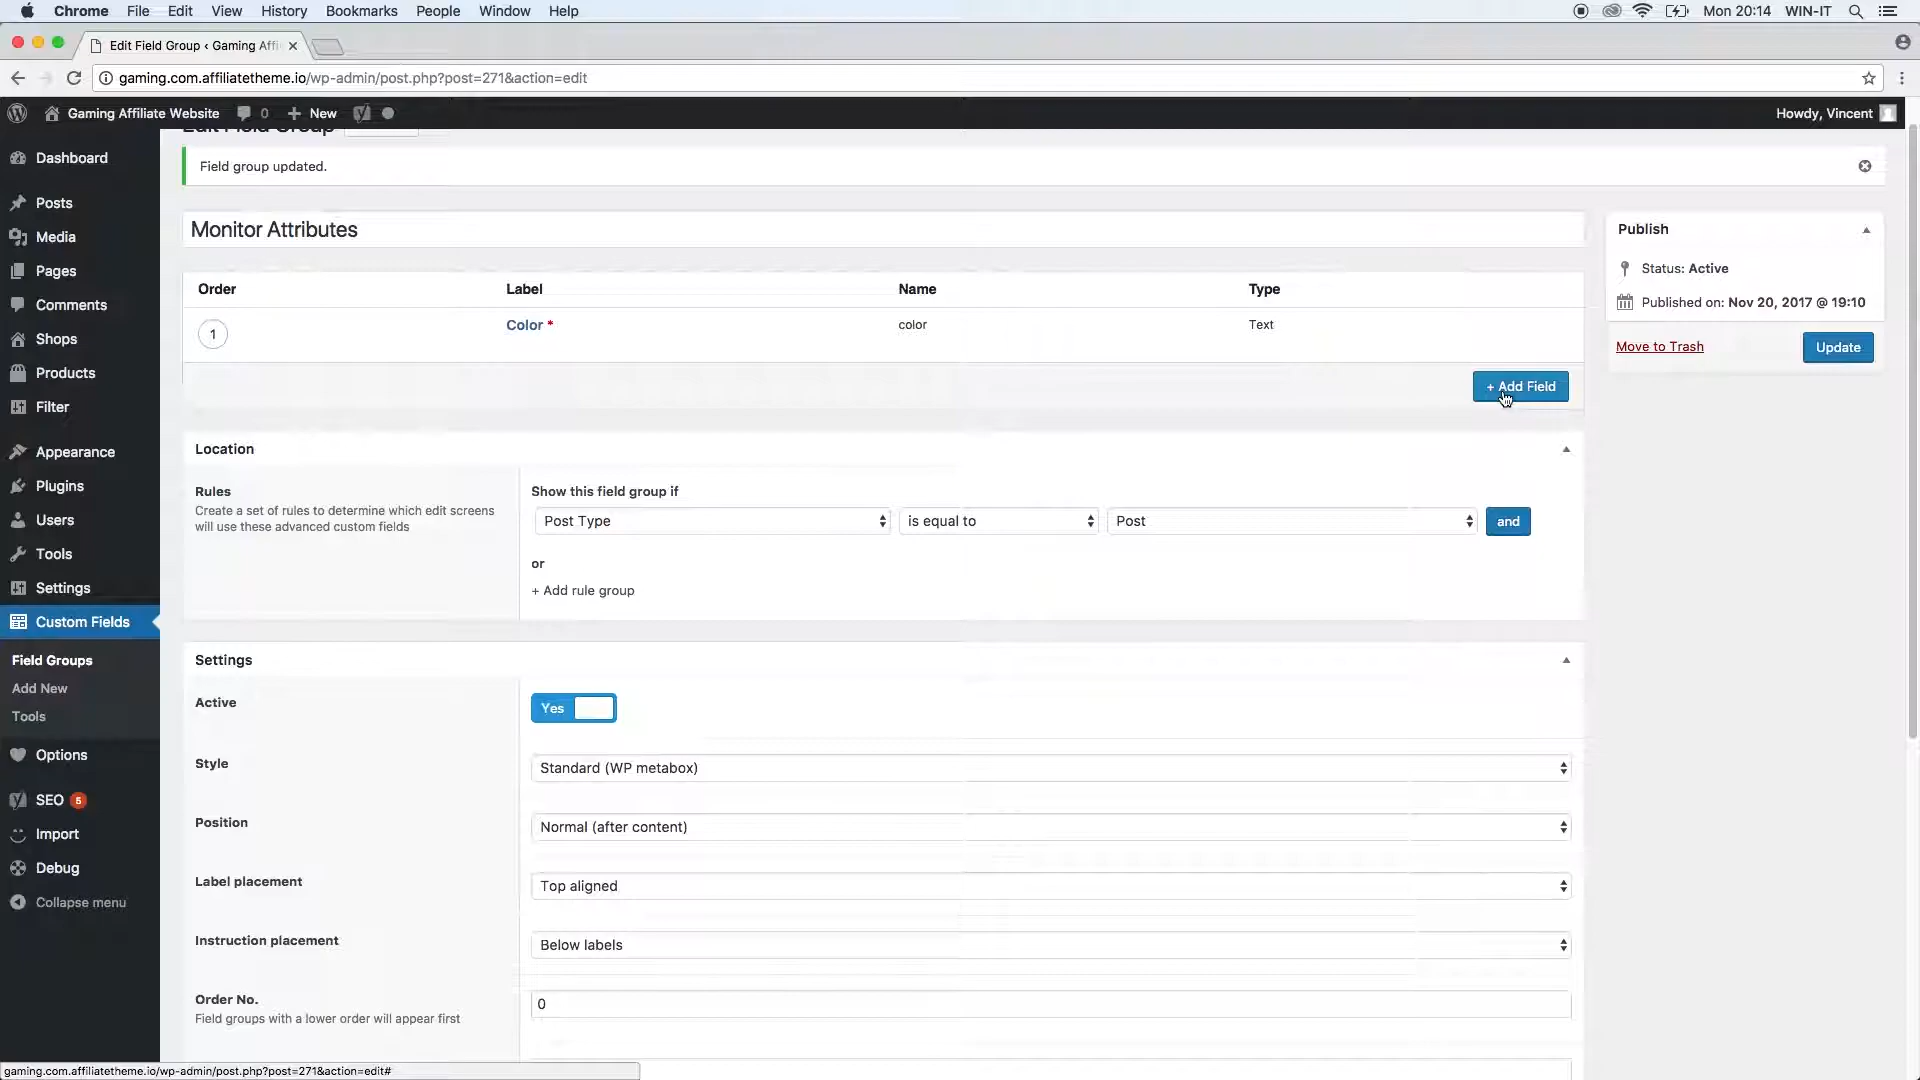 Chrome File Edit View History Bookmarks People Window Help Mon 20:14 WIN-IT
Edit Field Group ‹ Gaming Affi
gaming.com.affiliatetheme.io/wp-admin/post.php?post=271&action=edit
Gaming Affiliate Website 0 + New Howdy, Vincent
Edit Field Group
Field group updated.
Dashboard
Posts
Media
Pages
Comments
Shops
Products
Filter
Appearance
Plugins
Users
Tools
Settings
Custom Fields
Field Groups
Add New
Tools
Options
SEO 5
Import
Debug
Collapse menu
Monitor Attributes
Order Label Name Type
1 Color * color Text
+ Add Field
Publish
Status: Active
Published on: Nov 20, 2017 @ 19:10
Move to Trash Update
Location
Rules
Create a set of rules to determine which edit screens
will use these advanced custom fields
Show this field group if
Post Type is equal to Post and
or
+ Add rule group
Settings
Active Yes
Style Standard (WP metabox)
Position Normal (after content)
Label placement Top aligned
Instruction placement Below labels
Order No. 0
Field groups with a lower order will appear first
gaming.com.affiliatetheme.io/wp-admin/post.php?post=271&action=edit#